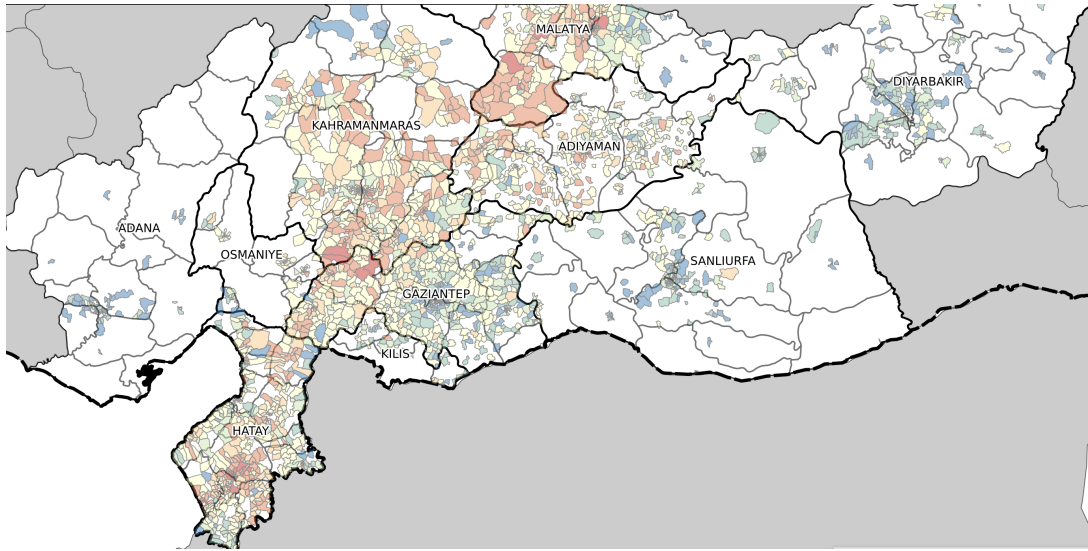 MALATYA
DIYARBAKIR
KAHRAMANMARAS
ADIYAMAN
ADANA
OSMANIYE
SANLIURFA
GAZIANTEP
KILIS
HATAY